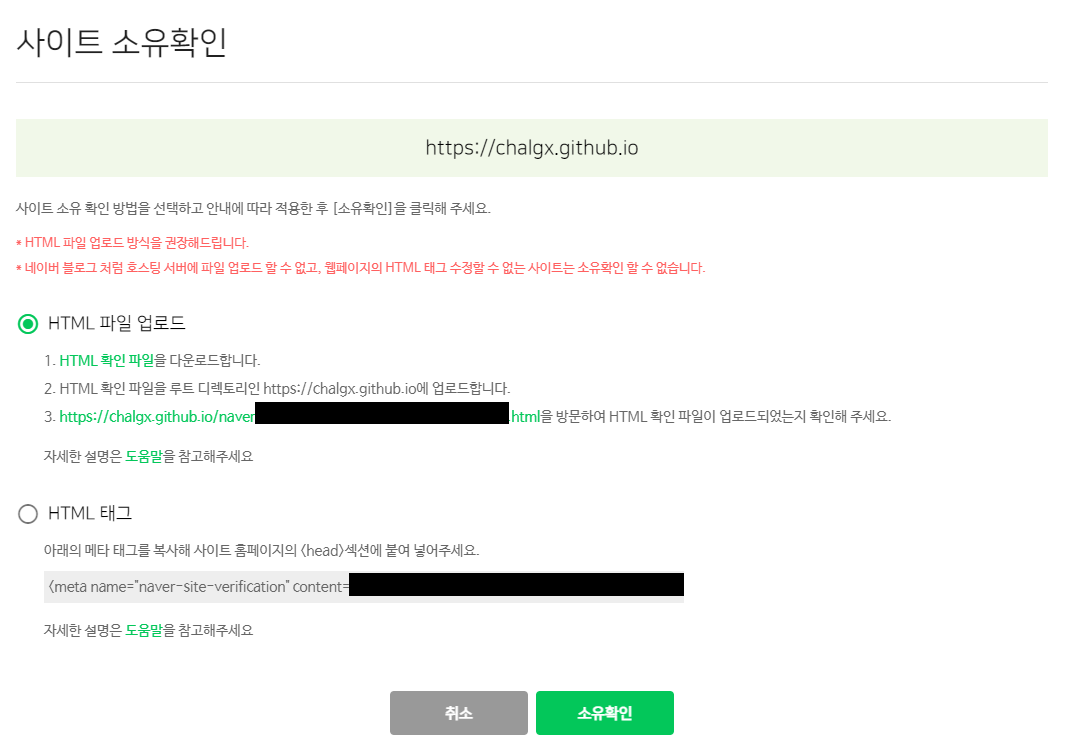 사이트 소유확인
https://chalgx.github.io
사이트 소유 확인 방법을 선택하고 안내에 따라 적용한 후 [소유확인]을 클릭해 주세요.
* HTML 파일 업로드 방식을 권장해드립니다.
* 네이버 블로그 처럼 호스팅 서버에 파일 업로드 할 수 없고, 웹페이지의 HTML 태그 수정할 수 없는 사이트는 소유확인 할 수 없습니다.
HTML 파일 업로드
1. HTML 확인 파일을 다운로드합니다.
2. HTML 확인 파일을 루트 디렉토리인 https://chalgx.github.io에 업로드합니다.
3. https://chalgx.github.io/naver .html을 방문하여 HTML 확인 파일이 업로드되었는지 확인해 주세요.
자세한 설명은 도움말을 참고해주세요
HTML 태그
아래의 메타 태그를 복사해 사이트 홈페이지의 <head>섹션에 붙여 넣어주세요.
<meta name="naver-site-verification" content=
자세한 설명은 도움말을 참고해주세요
취소
소유확인